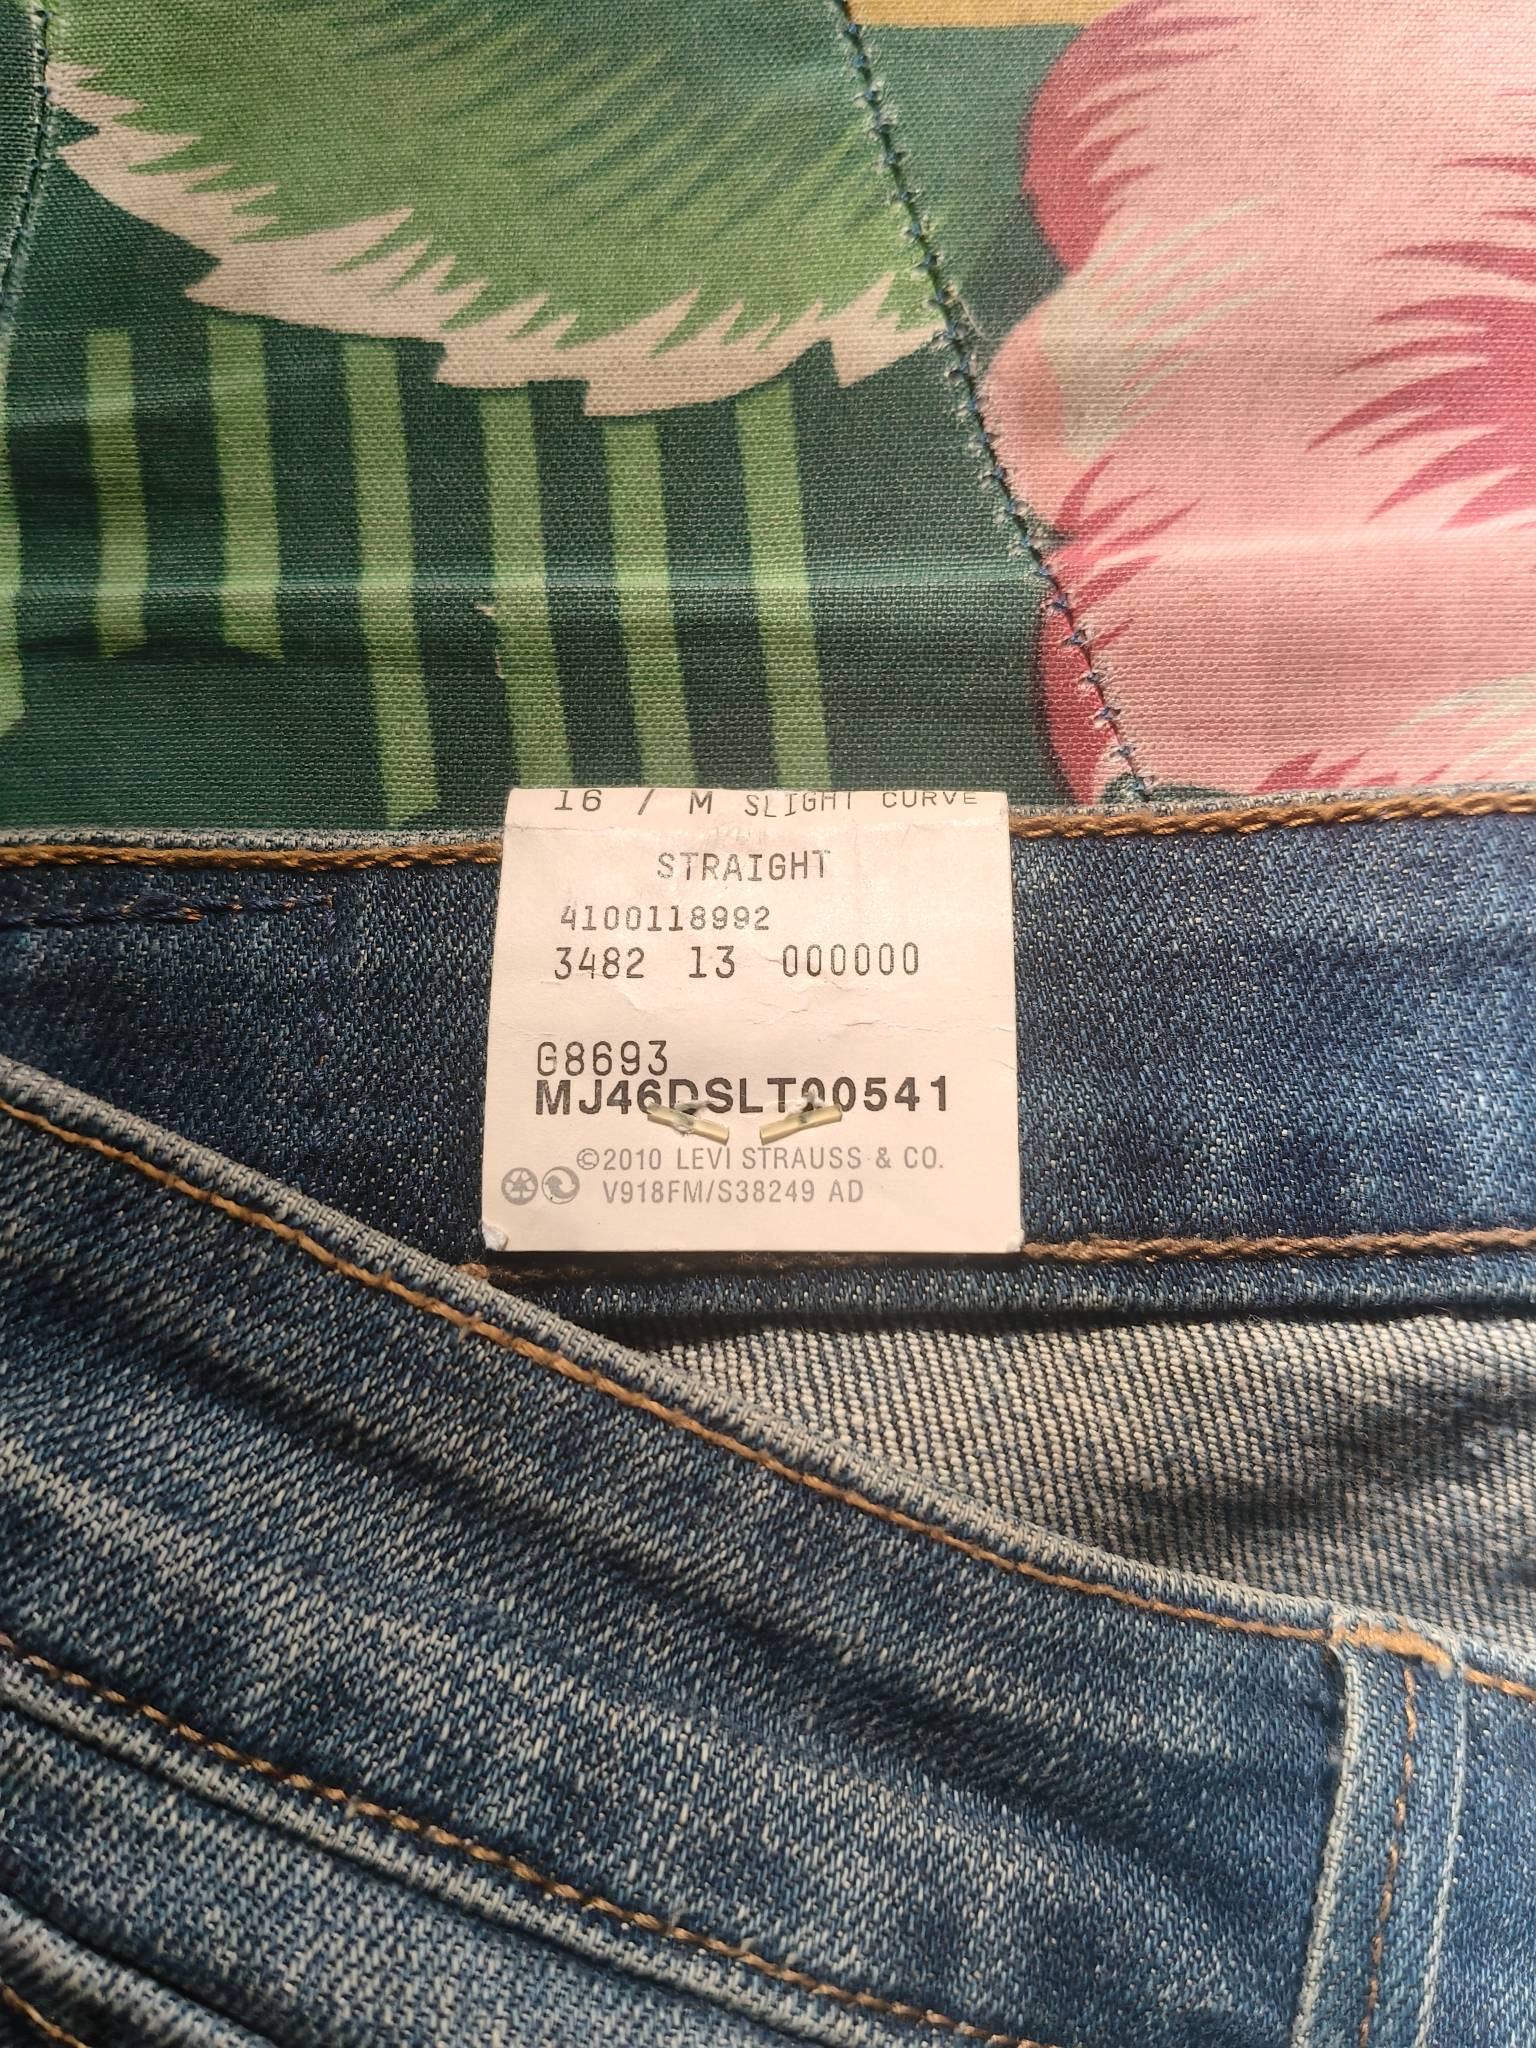 16 / M SLIGHT CURVE
STRAIGHT
4100118992
3482 13 000000
G8693
MJ46DSLT00541
©2010 LEVI STRAUSS & CO.
V918FM/S38249 AD